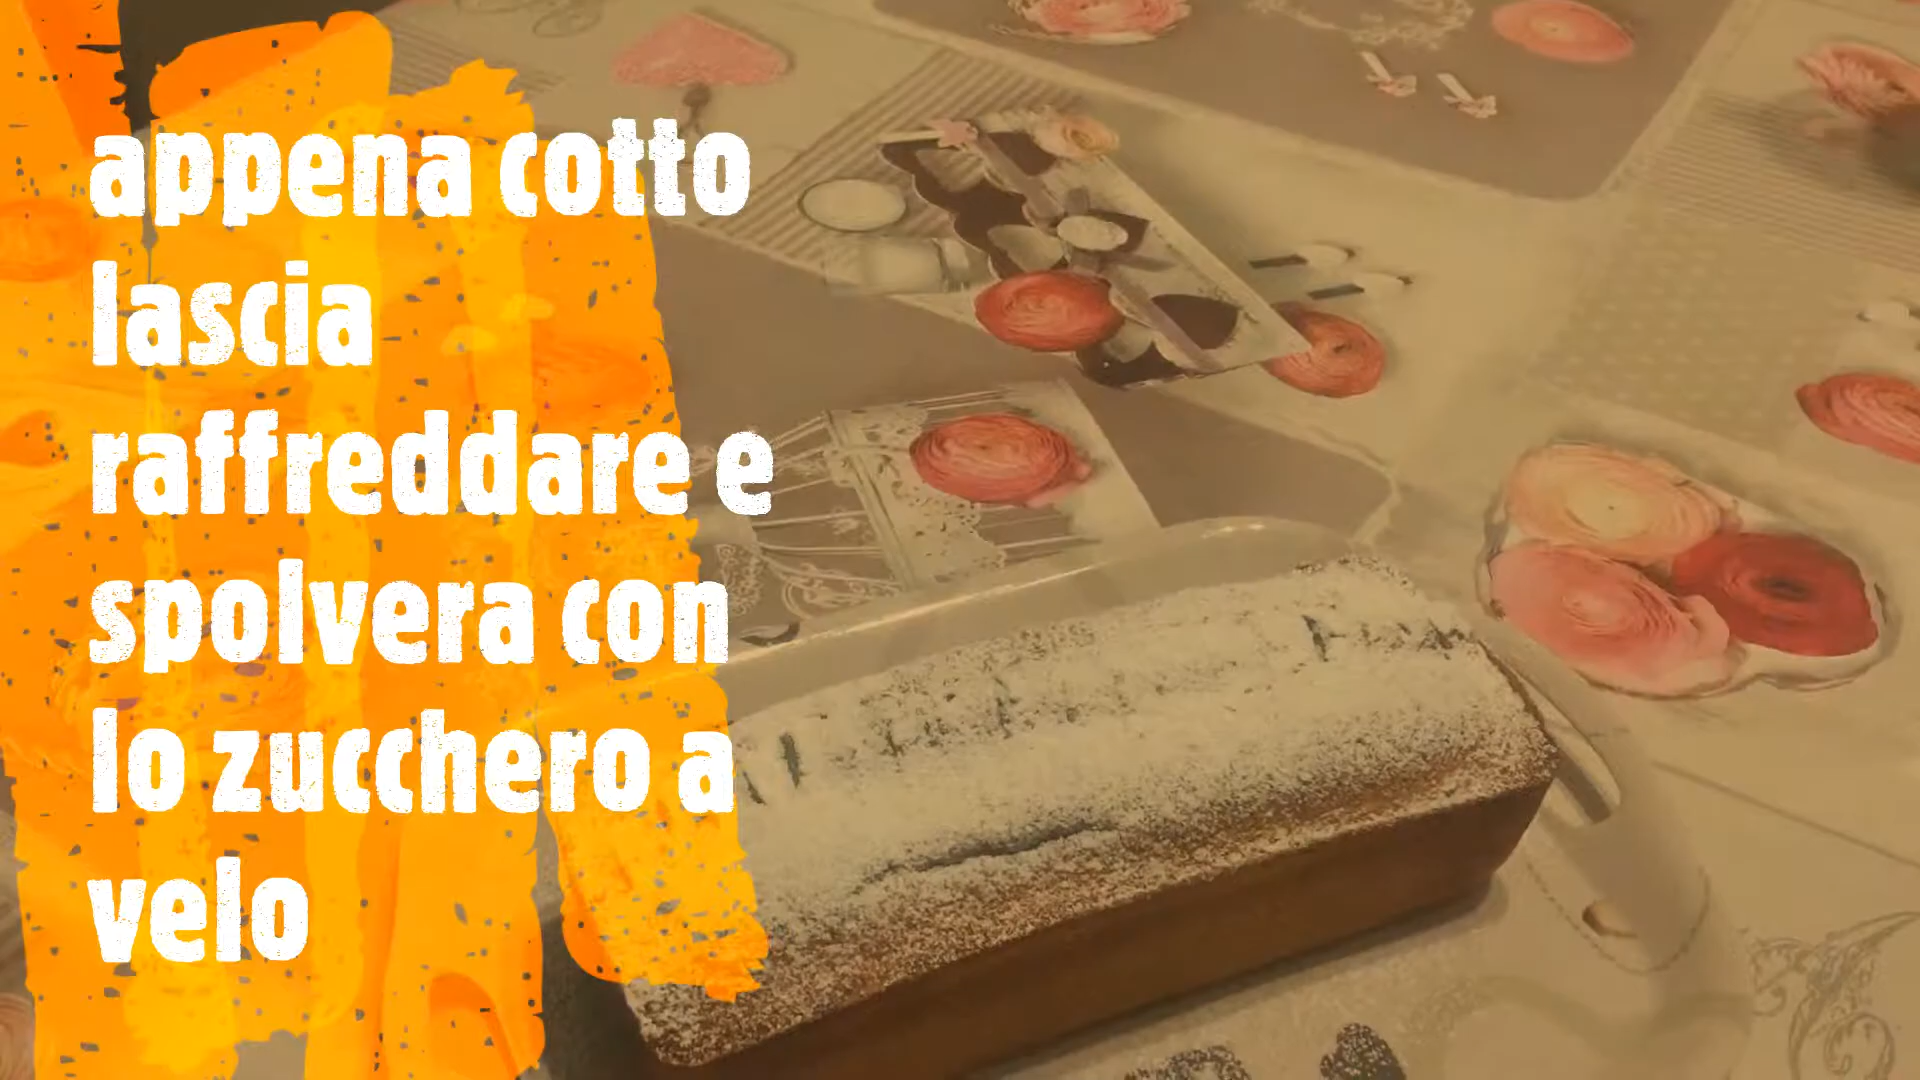 appena cotto
lascia
raffreddare e
spolvera con
lo zucchero a
velo